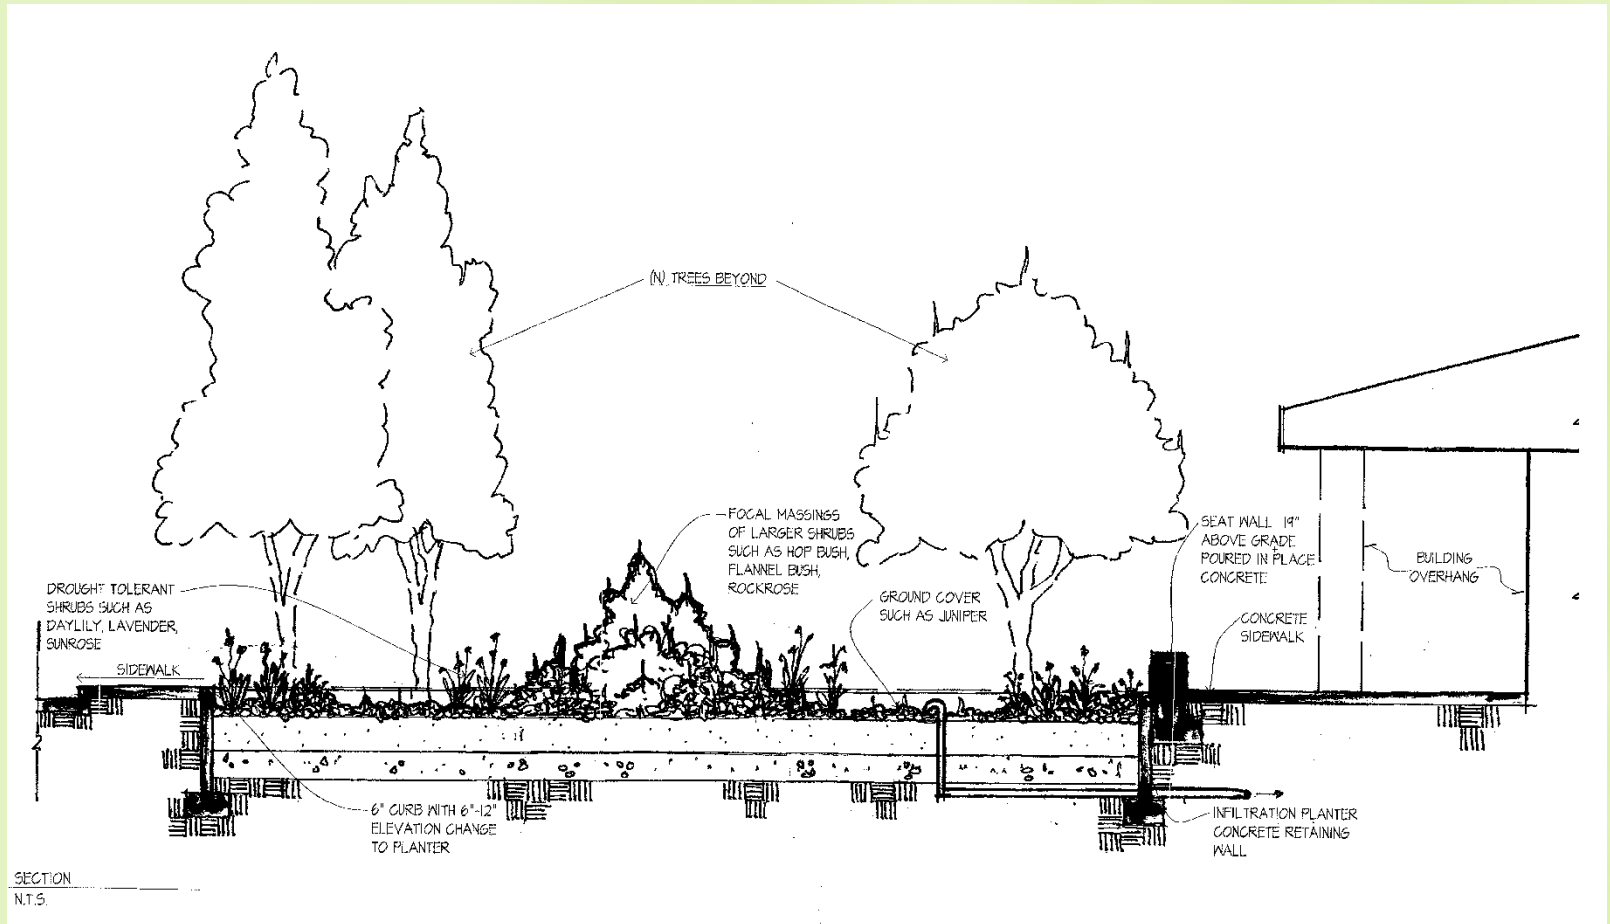 (N) TREES BEYOND
FOCAL MASSINGS
OF LARGER SHRUBS
SUCH AS HOP BUSH,
FLANNEL BUSH,
ROCKROSE
SEAT WALL 19"
ABOVE GRADE
POURED IN PLACE
CONCRETE
BUILDING
OVERHANG
DROUGHT TOLERANT
SHRUBS SUCH AS
DAYLILY, LAVENDER,
SUNROSE
GROUND COVER
SUCH AS JUNIPER
CONCRETE
SIDEWALK
SIDEWALK
2
6" CURB WITH 6"-12"
ELEVATION CHANGE
TO PLANTER
INFILTRATION PLANTER
CONCRETE RETAINING
WALL
SECTION
N.T.S.